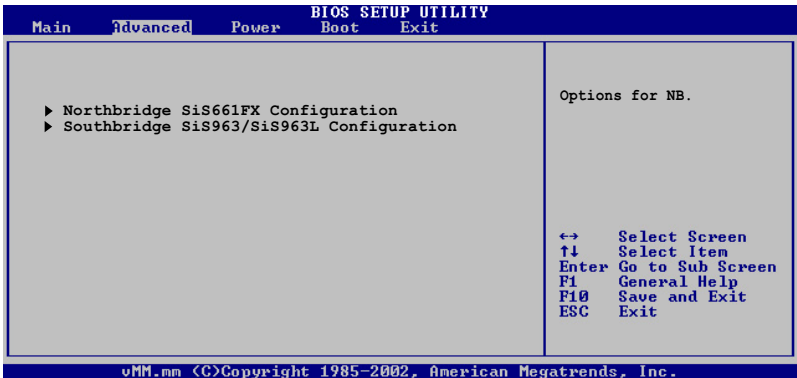 BIOS SETUP UTILITY
Main Advanced Power Boot Exit
Northbridge SiS661FX Configuration
Southbridge SiS963/SiS963L Configuration
Options for NB.
↔ Select Screen
↑↓ Select Item
Enter Go to Sub Screen
F1 General Help
F10 Save and Exit
ESC Exit
vMM.mm (C)Copyright 1985-2002, American Megatrends, Inc.